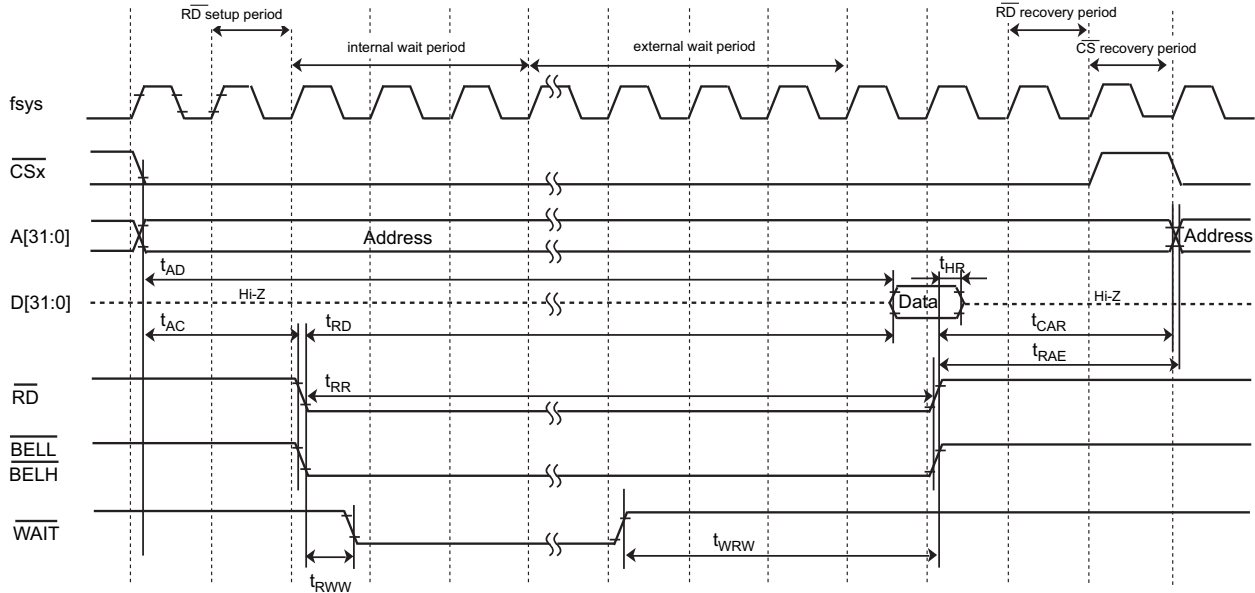 RD setup period
RD recovery period
internal wait period
external wait period
CS recovery period
fsys
CSx
A[31:0]
Address
Address
tAD
tHR
D[31:0]
Hi-Z
Data
Hi-Z
tAC
tRD
tCAR
tRAE
RD
tRR
BELL
BELH
WAIT
tWRW
tRWW